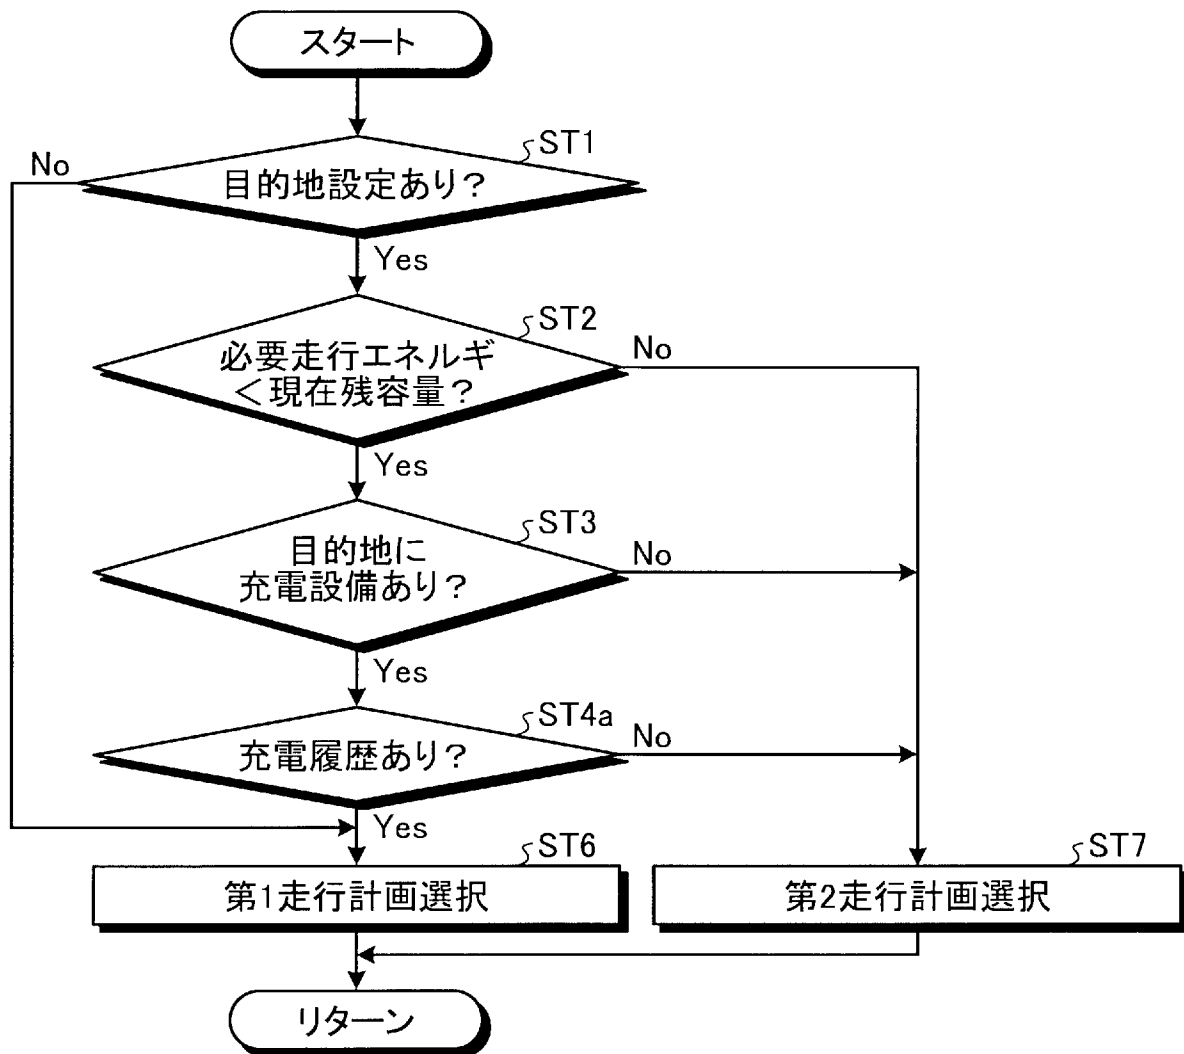 スタート
ST1
No
目的地設定あり?
Yes
ST2
No
必要走行エネルギ
<現在残容量?
Yes
ST3
No
目的地に
充電設備あり?
Yes
ST4a
No
充電履歴あり?
Yes
ST6
ST7
第1走行計画選択
第2走行計画選択
リターン